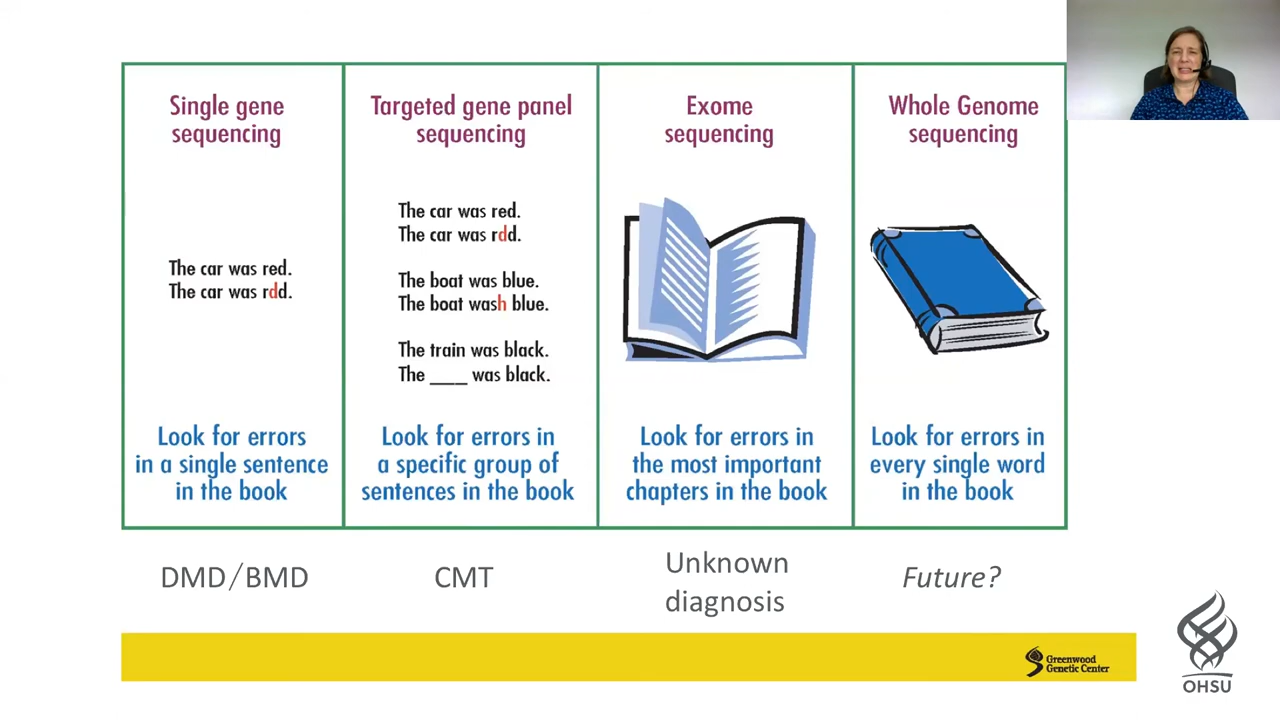 Single gene
sequencing
The car was red.
The car was rdd.
Look for errors
in a single sentence
in the book
DMD/BMD
Targeted gene panel
sequencing
The car was red.
The car was rdd.
The boat was blue.
The boat wash blue.
The train was black.
The ___ was black.
Look for errors in
a specific group of
sentences in the book
CMT
Exome
sequencing
Look for errors in
the most important
chapters in the book
Unknown
diagnosis
Whole Genome
sequencing
Look for errors in
every single word
in the book
Future?
Greenwood
Genetic Center
OHSU